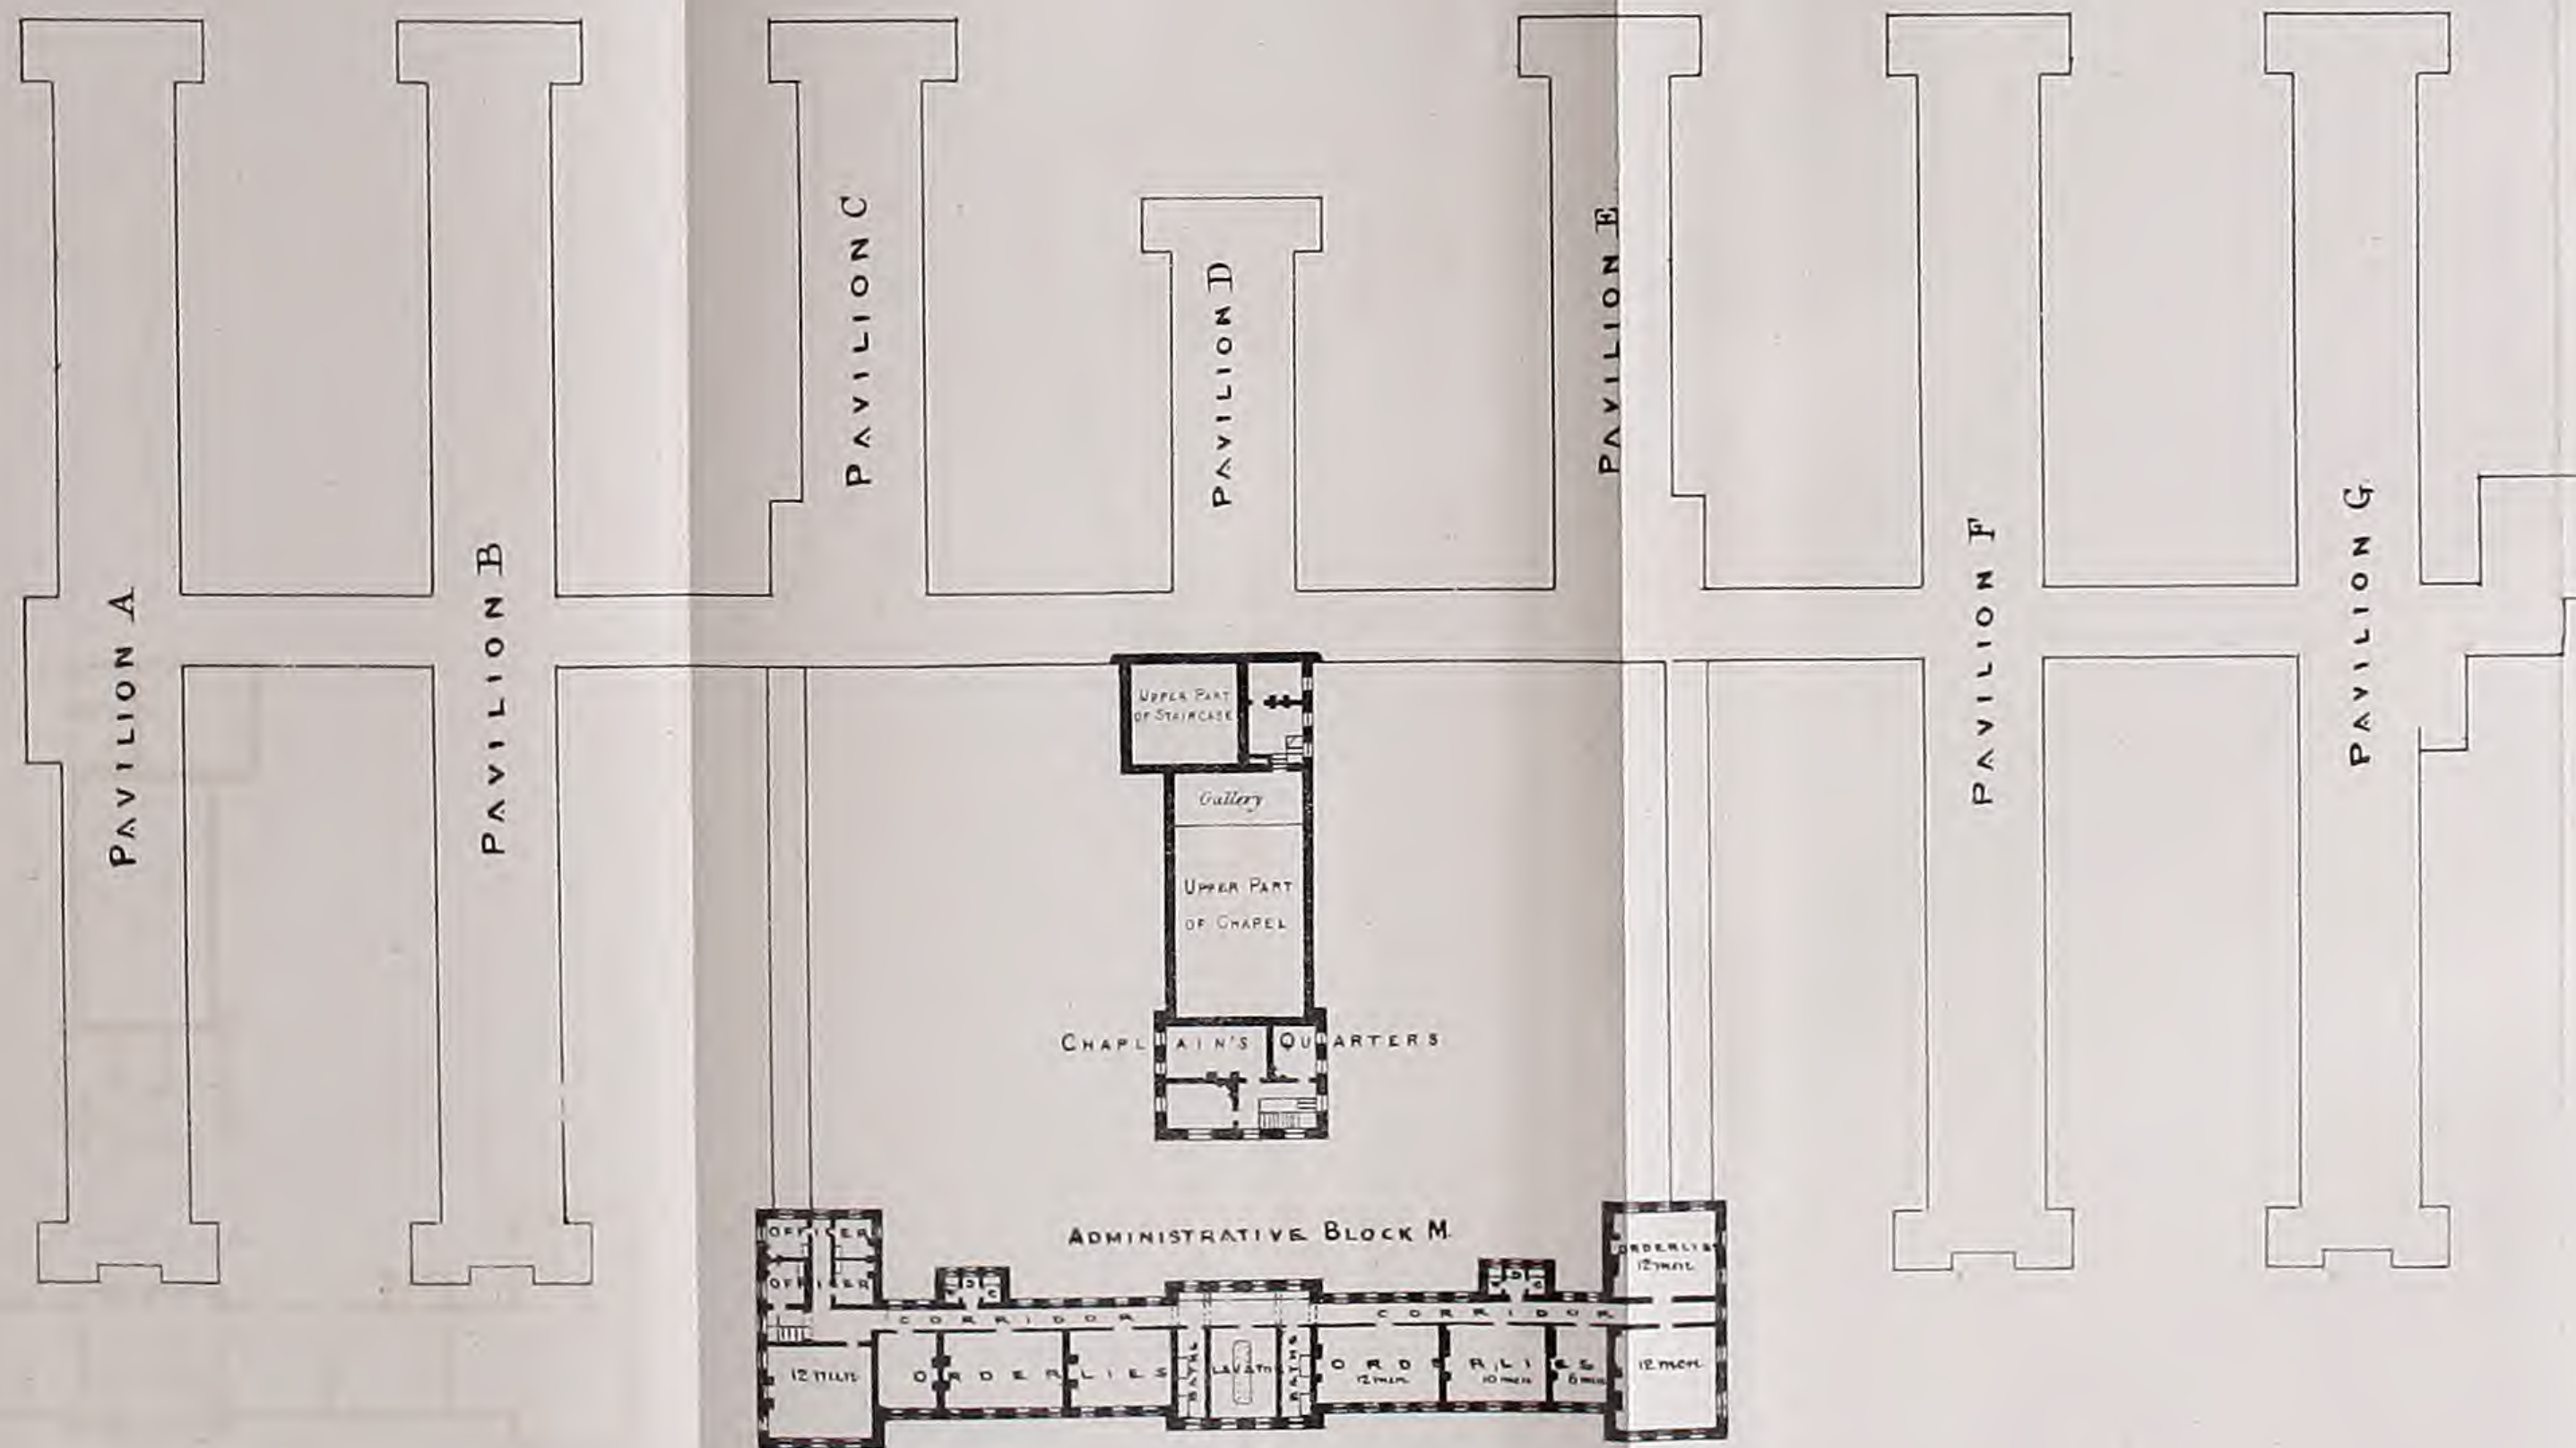 PAVILION A
PAVILION B
PAVILION C
PAVILION D
PAVILION E
PAVILION F
PAVILION G
UPPER PART
OF STAIRCASE
Gallery
UPPER PART
OF CHAPEL
CHAPLAIN'S QUARTERS
ADMINISTRATIVE BLOCK M.
OFFICER
OFFICER
CORRIDOR
CORRIDOR
12 men
ORDERLIES
BATHS
LAVATY
BATHS
ORDERLIES
12 men
10 men
6 men
ORDERLIES
12 men
12 men